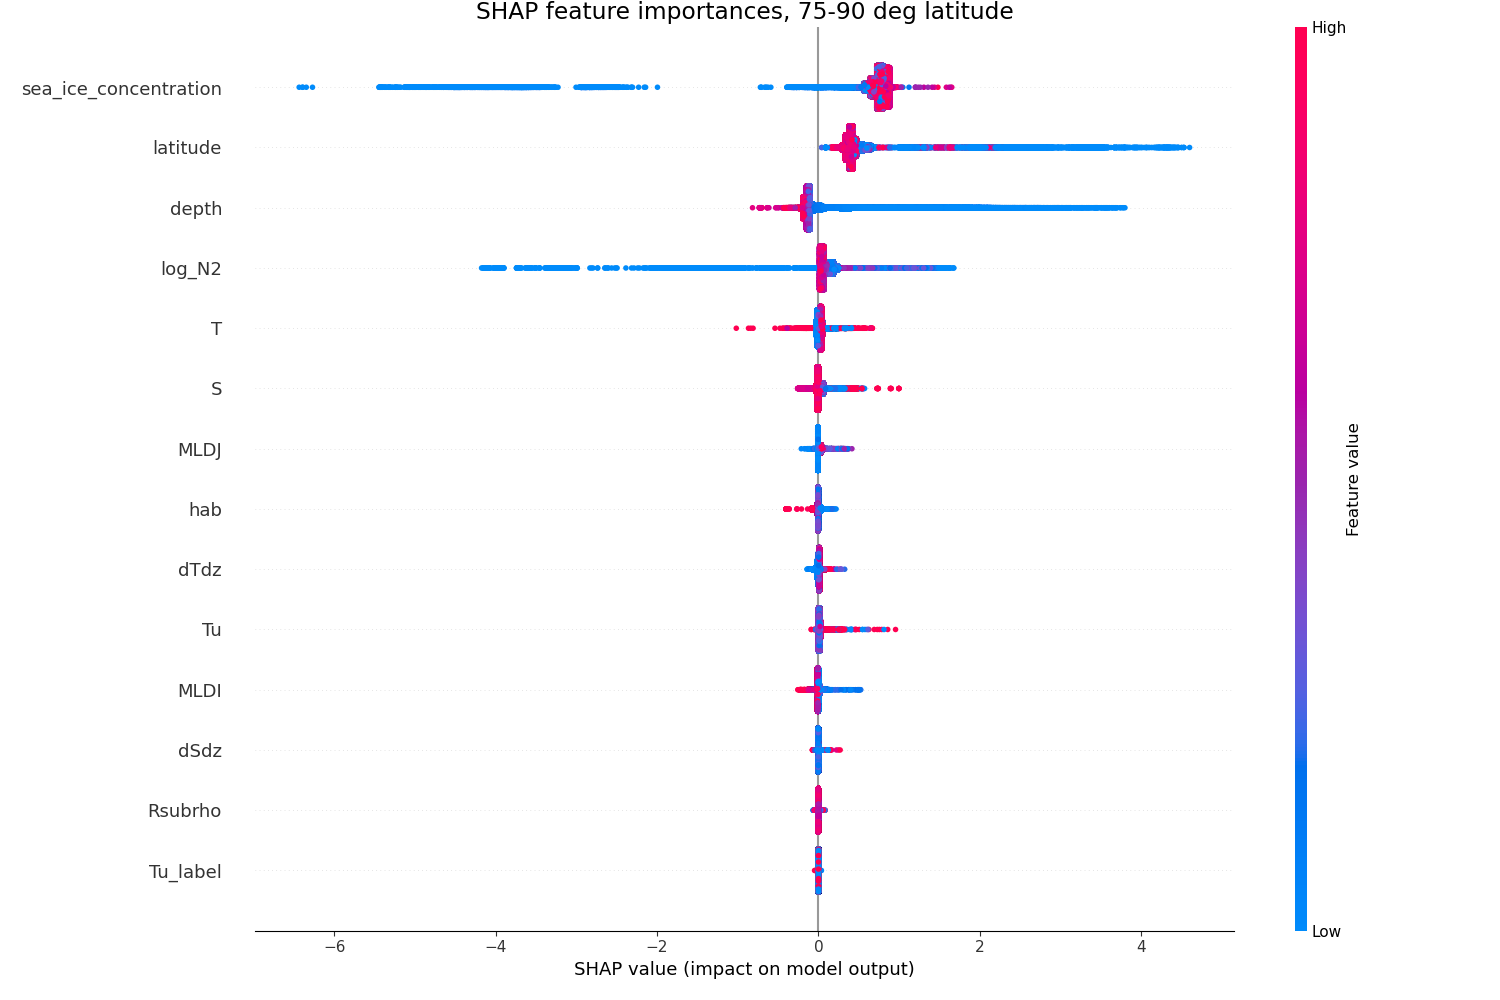 SHAP feature importances, 75-90 deg latitude
High
sea_ice_concentration
latitude
depth
log_N2
T
S
MLDJ
hab
dTdz
Tu
MLDI
dSdz
Rsubrho
Tu_label
Feature value
Low
−6 −4 −2 0 2 4
SHAP value (impact on model output)